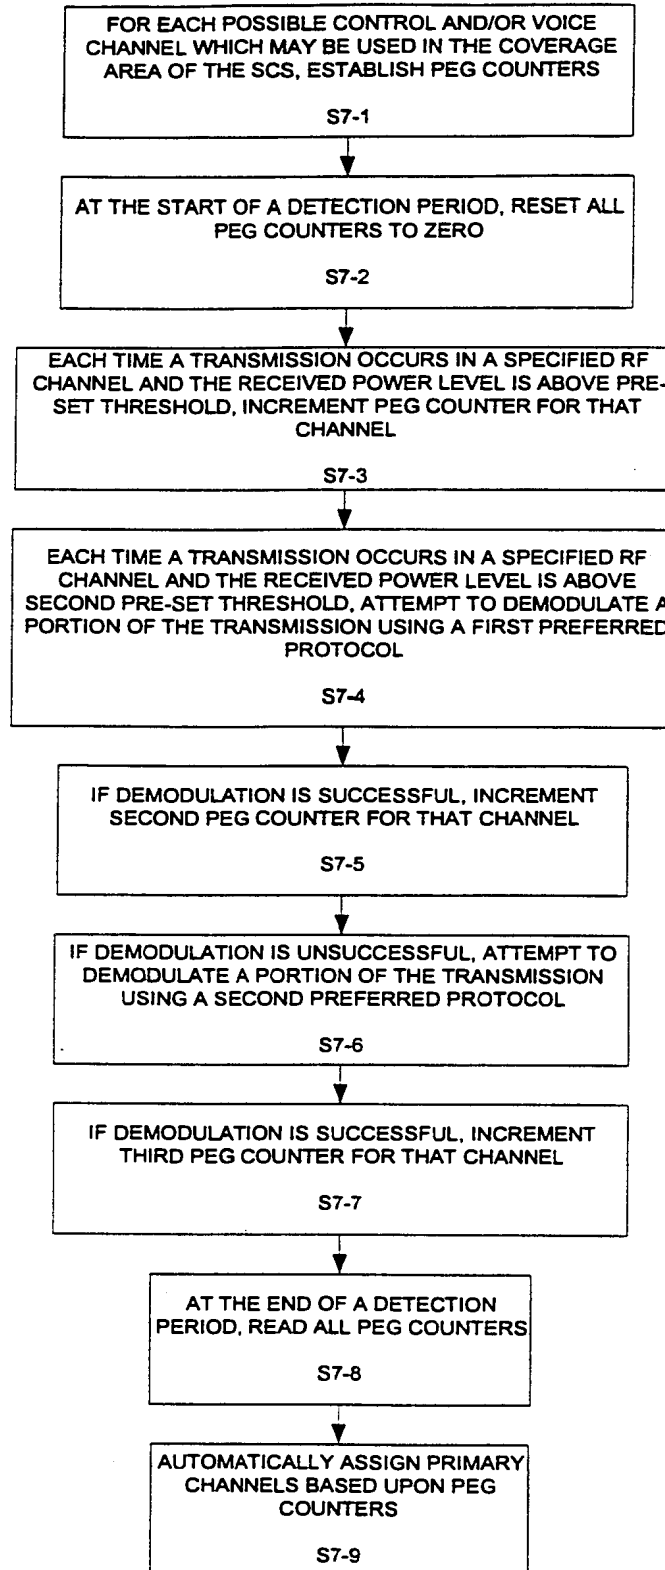 FOR EACH POSSIBLE CONTROL AND/OR VOICE
CHANNEL WHICH MAY BE USED IN THE COVERAGE
AREA OF THE SCS, ESTABLISH PEG COUNTERS
S7-1
AT THE START OF A DETECTION PERIOD, RESET ALL
PEG COUNTERS TO ZERO
S7-2
EACH TIME A TRANSMISSION OCCURS IN A SPECIFIED RF
CHANNEL AND THE RECEIVED POWER LEVEL IS ABOVE PRE-
SET THRESHOLD, INCREMENT PEG COUNTER FOR THAT
CHANNEL
S7-3
EACH TIME A TRANSMISSION OCCURS IN A SPECIFIED RF
CHANNEL AND THE RECEIVED POWER LEVEL IS ABOVE
SECOND PRE-SET THRESHOLD, ATTEMPT TO DEMODULATE A
PORTION OF THE TRANSMISSION USING A FIRST PREFERRED
PROTOCOL
S7-4
IF DEMODULATION IS SUCCESSFUL, INCREMENT
SECOND PEG COUNTER FOR THAT CHANNEL
S7-5
IF DEMODULATION IS UNSUCCESSFUL, ATTEMPT TO
DEMODULATE A PORTION OF THE TRANSMISSION
USING A SECOND PREFERRED PROTOCOL
S7-6
IF DEMODULATION IS SUCCESSFUL, INCREMENT
THIRD PEG COUNTER FOR THAT CHANNEL
S7-7
AT THE END OF A DETECTION
PERIOD, READ ALL PEG COUNTERS
S7-8
AUTOMATICALLY ASSIGN PRIMARY
CHANNELS BASED UPON PEG
COUNTERS
S7-9